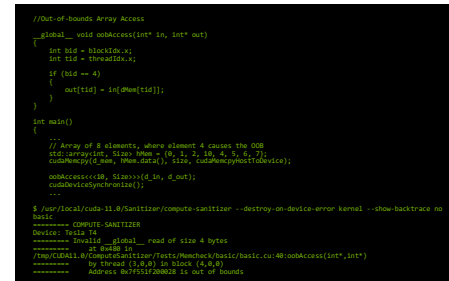 //Out-of-bounds Array Access
__global__ void oobAccess(int* in, int* out)
{
int bid = blockIdx.x;
int tid = threadIdx.x;
if (bid == 4)
{
out[tid] = in[dMem[tid]];
}
}
int main()
{
...
// Array of 8 elements, where element 4 causes the OOB
std::array<int, Size> hMem = {0, 1, 2, 10, 4, 5, 6, 7};
cudaMemcpy(d_mem, hMem.data(), size, cudaMemcpyHostToDevice);
oobAccess<<<10, Size>>>(d_in, d_out);
cudaDeviceSynchronize();
...
$ /usr/local/cuda-11.0/Sanitizer/compute-sanitizer --destroy-on-device-error kernel --show-backtrace no
basic
========= COMPUTE-SANITIZER
Device: Tesla T4
========= Invalid __global__ read of size 4 bytes
========= at 0x480 in
/tmp/CUDA11.0/ComputeSanitizer/Tests/Memcheck/basic/basic.cu:40:oobAccess(int*,int*)
========= by thread (3,0,0) in block (4,0,0)
========= Address 0x7f551f200028 is out of bounds